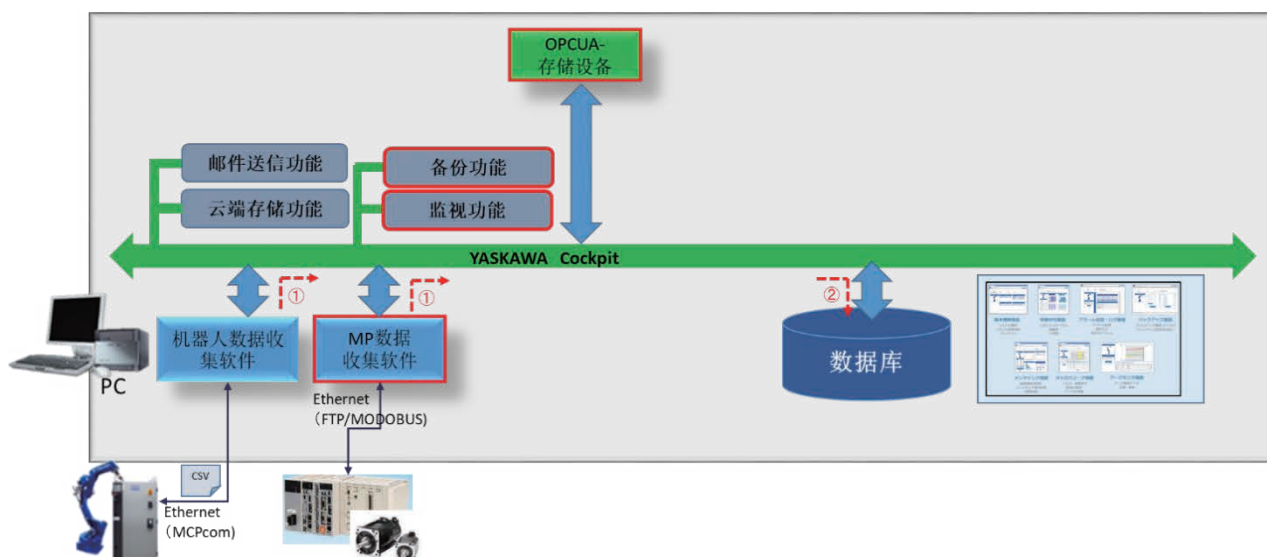 OPCUA-
存储设备
邮件送信功能
备份功能
云端存储功能
监视功能
YASKAWA Cockpit
①
①
②
机器人数据收
集软件
MP数据
收集软件
数据库
PC
Ethernet
(FTP/MODOBUS)
CSV
Ethernet
（MCPcom)